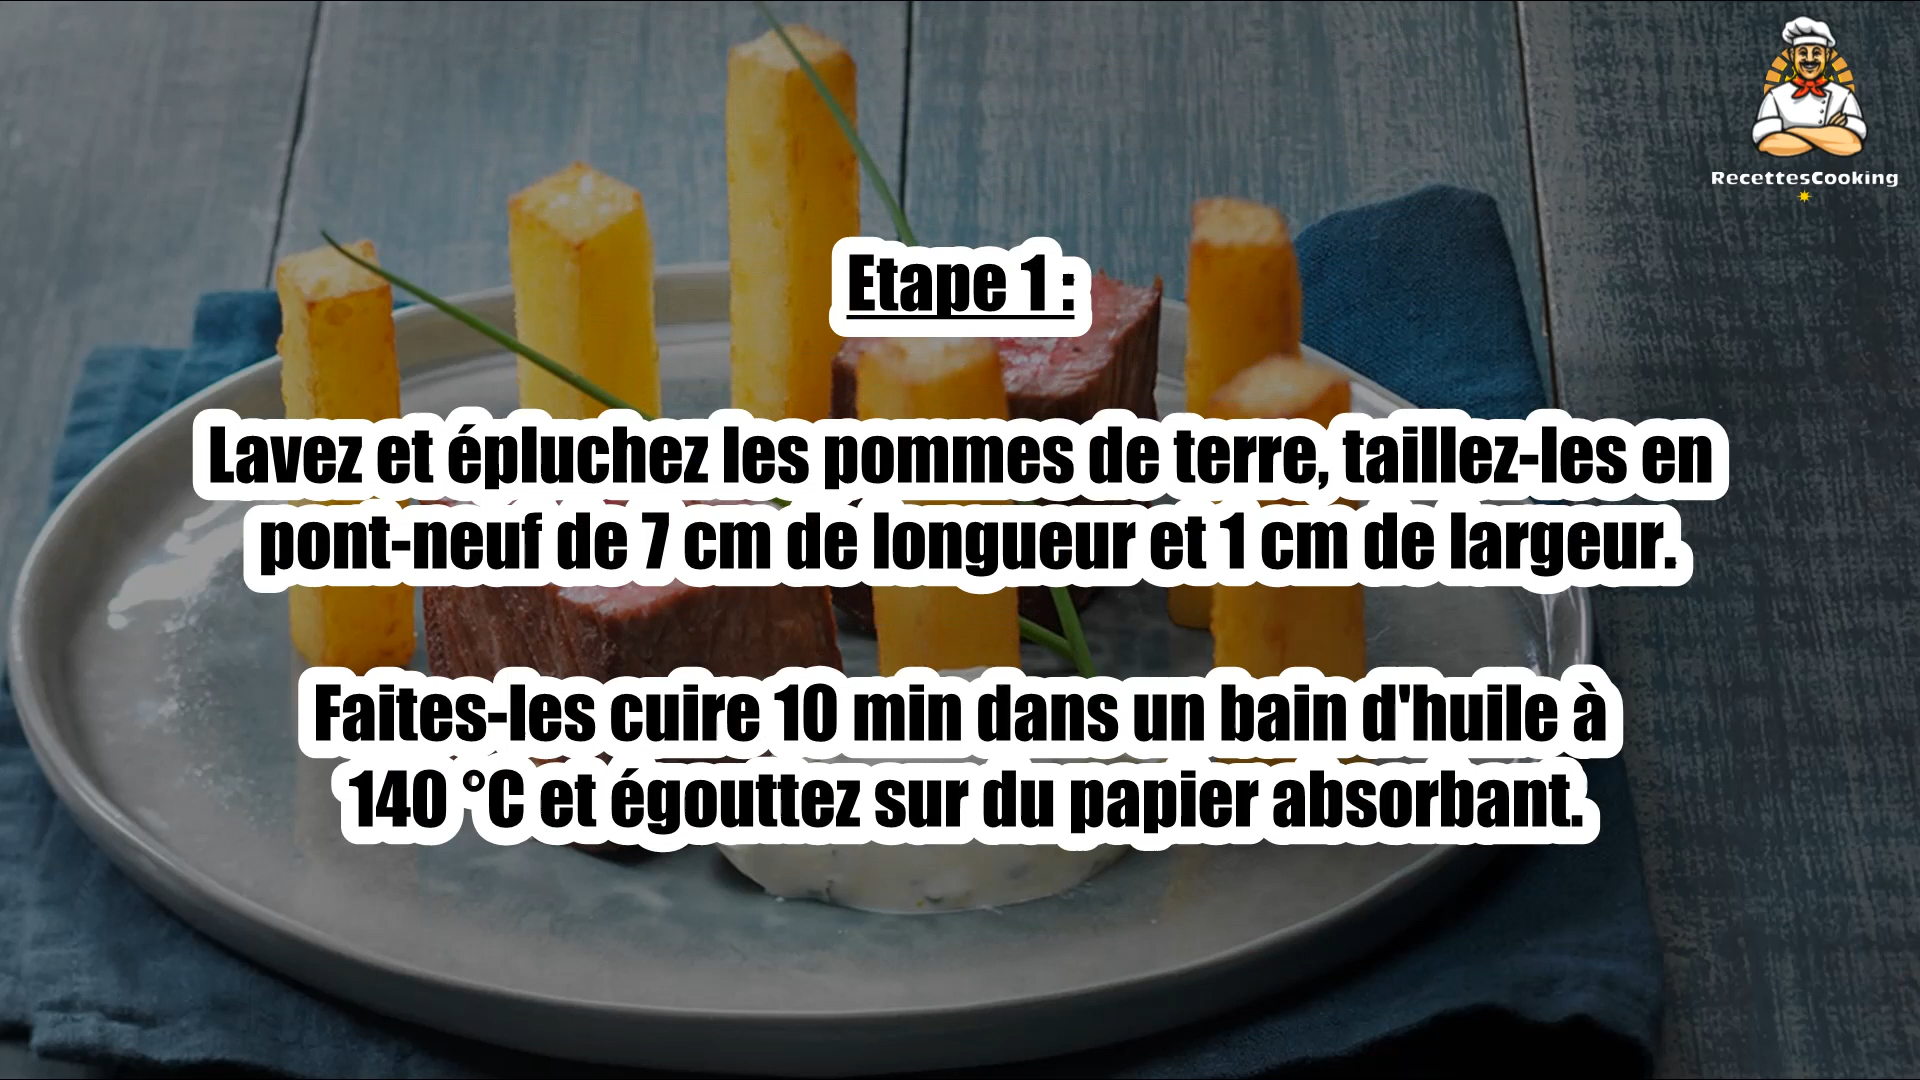 RecettesCooking
Etape 1 :
Lavez et épluchez les pommes de terre, taillez-les en
pont-neuf de 7 cm de longueur et 1 cm de largeur.
Faites-les cuire 10 min dans un bain d'huile à
140 °C et égouttez sur du papier absorbant.